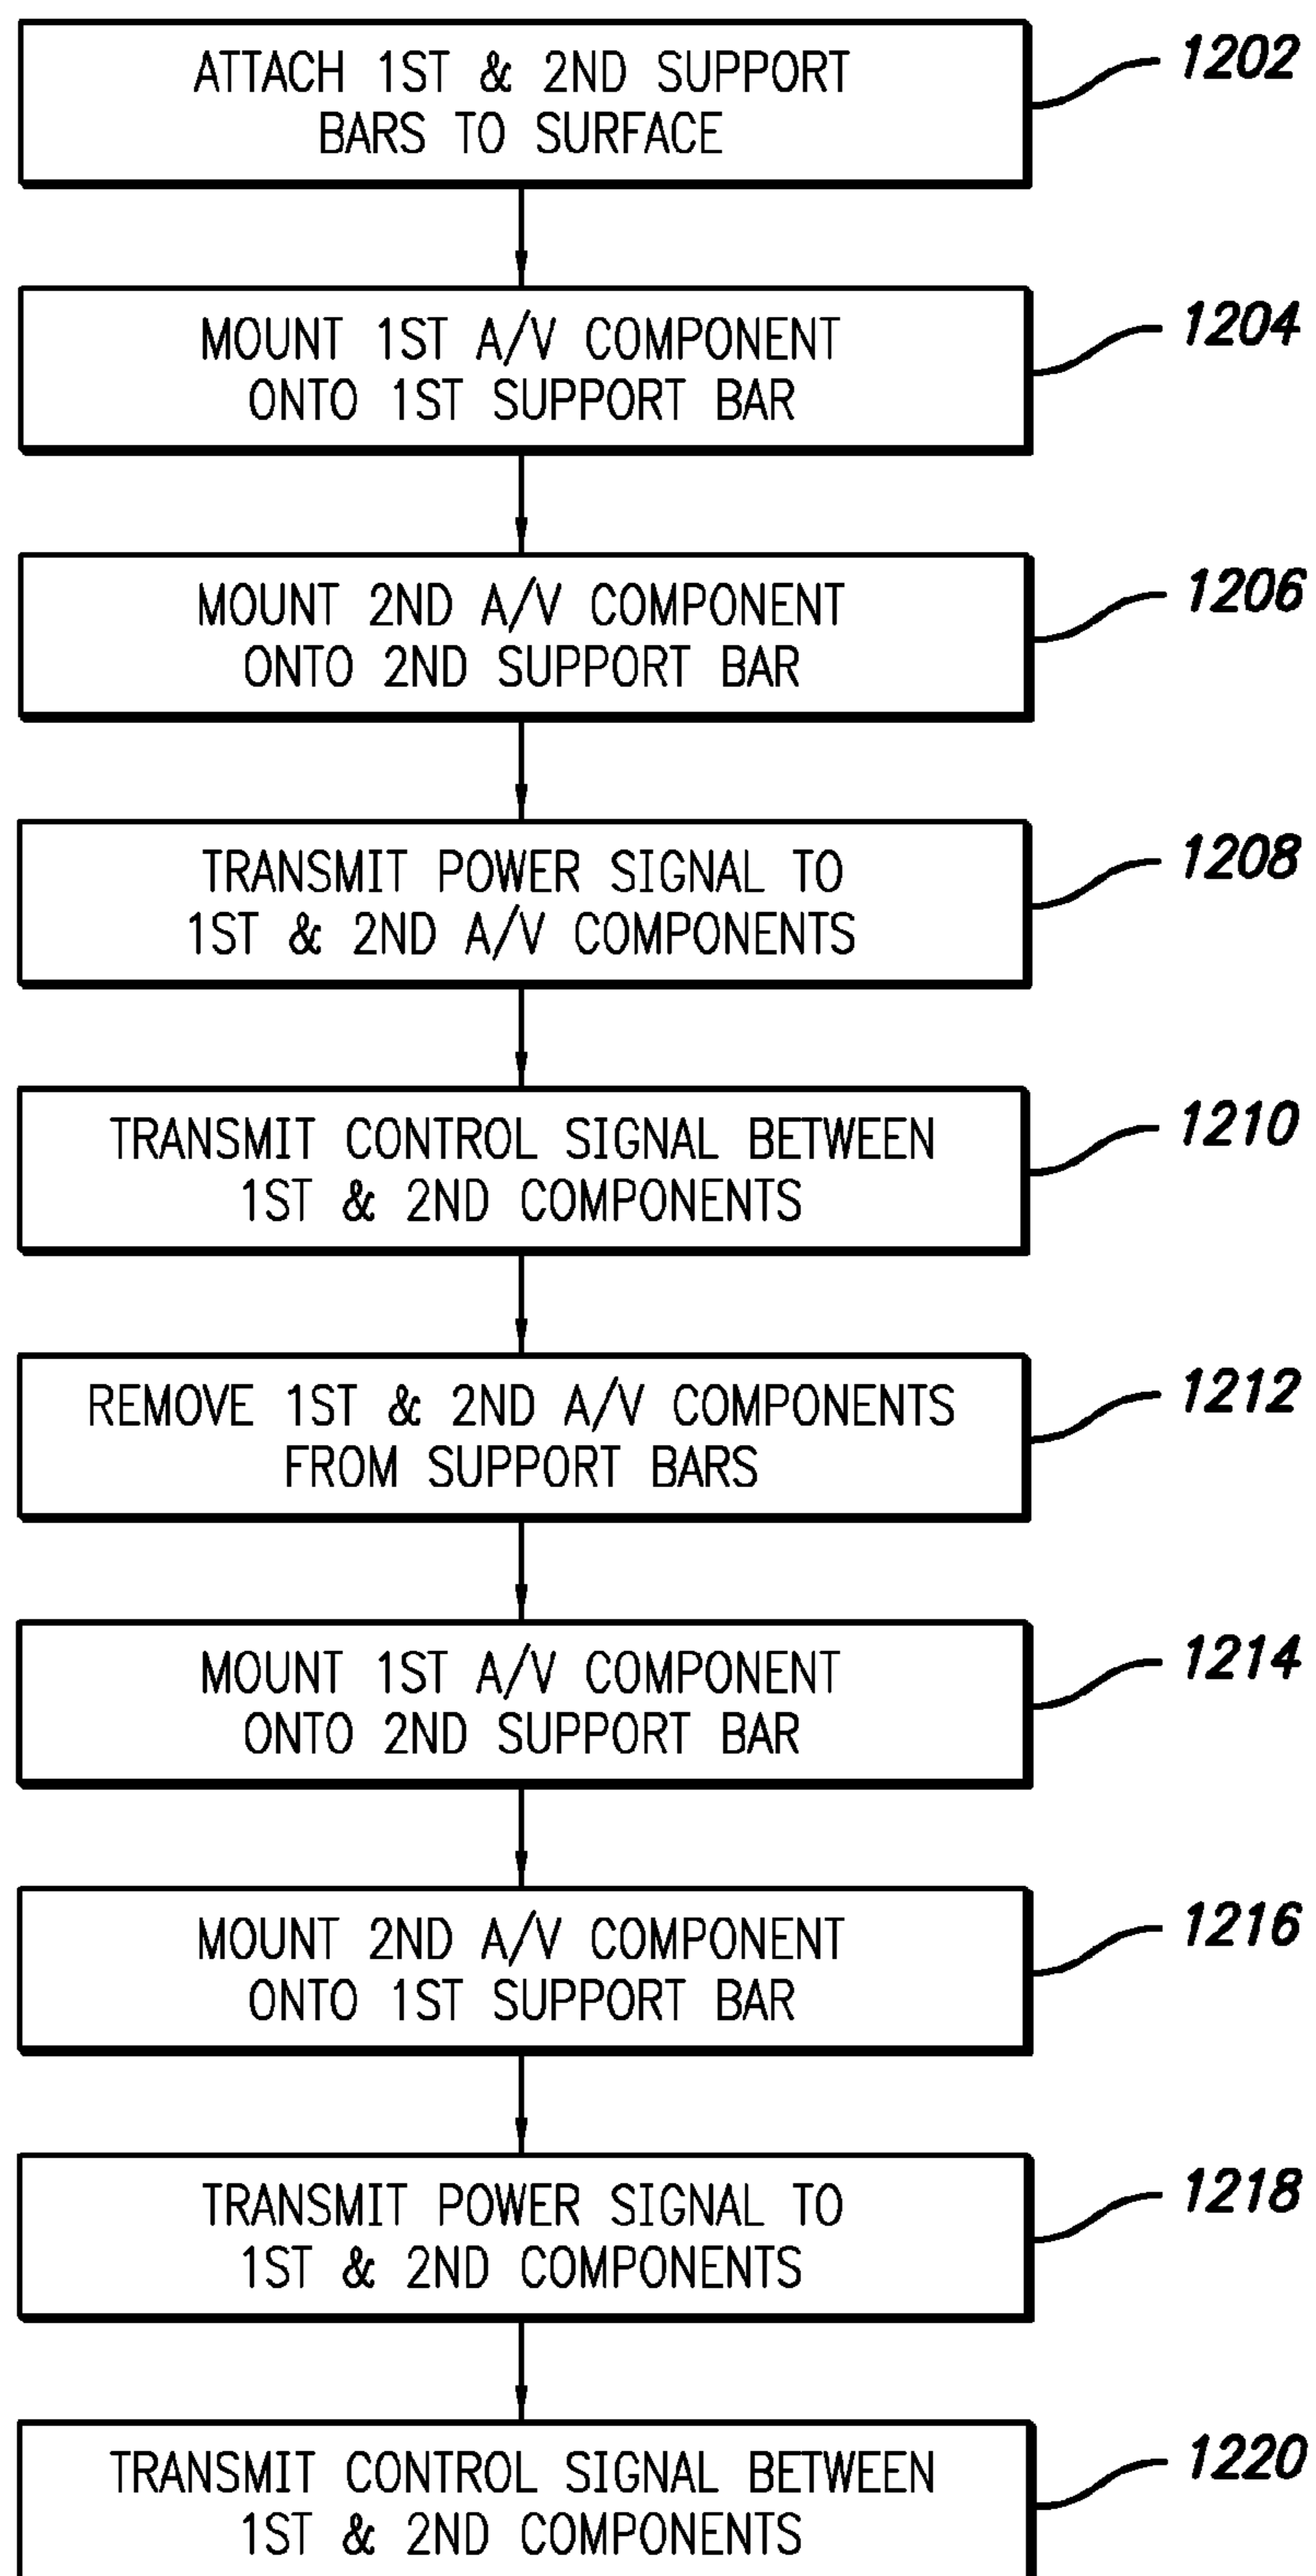 ATTACH 1ST & 2ND SUPPORT
BARS TO SURFACE
1202
MOUNT 1ST A/V COMPONENT
ONTO 1ST SUPPORT BAR
1204
MOUNT 2ND A/V COMPONENT
ONTO 2ND SUPPORT BAR
1206
TRANSMIT POWER SIGNAL TO
1ST & 2ND A/V COMPONENTS
1208
TRANSMIT CONTROL SIGNAL BETWEEN
1ST & 2ND COMPONENTS
1210
REMOVE 1ST & 2ND A/V COMPONENTS
FROM SUPPORT BARS
1212
MOUNT 1ST A/V COMPONENT
ONTO 2ND SUPPORT BAR
1214
MOUNT 2ND A/V COMPONENT
ONTO 1ST SUPPORT BAR
1216
TRANSMIT POWER SIGNAL TO
1ST & 2ND COMPONENTS
1218
TRANSMIT CONTROL SIGNAL BETWEEN
1ST & 2ND COMPONENTS
1220